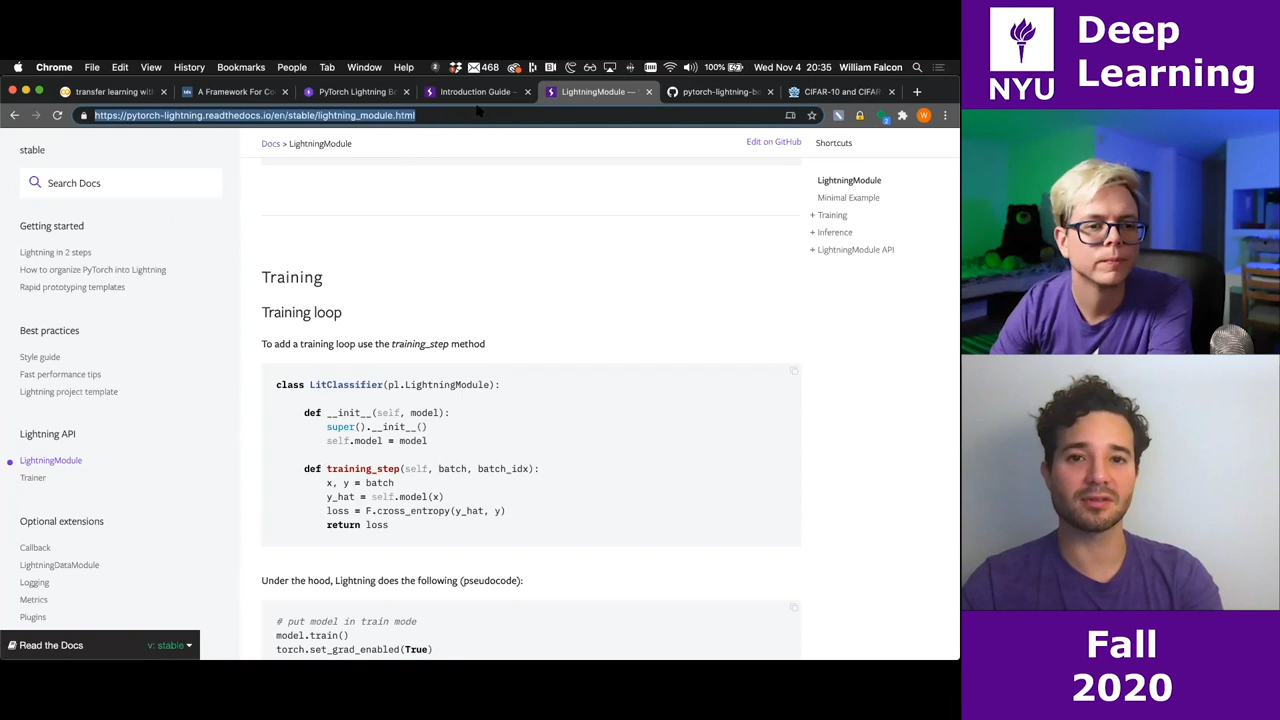 Chrome File Edit View History Bookmarks People Tab Window Help 468 100% Wed Nov 4 20:35 William Falcon
transfer learning with A Framework For Co PyTorch Lightning B Introduction Guide — LightningModule — pytorch-lightning-bo CIFAR-10 and CIFAR
https://pytorch-lightning.readthedocs.io/en/stable/lightning_module.html
W
stable
Search Docs
Getting started
Lightning in 2 steps
How to organize PyTorch into Lightning
Rapid prototyping templates
Best practices
Style guide
Fast performance tips
Lightning project template
Lightning API
LightningModule
Trainer
Optional extensions
Callback
LightningDataModule
Logging
Metrics
Plugins
Read the Docs v: stable
Docs > LightningModule
Edit on GitHub
Training
Training loop
To add a training loop use the training_step method
class LitClassifier(pl.LightningModule):
def __init__(self, model):
super().__init__()
self.model = model
def training_step(self, batch, batch_idx):
x, y = batch
y_hat = self.model(x)
loss = F.cross_entropy(y_hat, y)
return loss
Under the hood, Lightning does the following (pseudocode):
# put model in train mode
model.train()
torch.set_grad_enabled(True)
Shortcuts
LightningModule
Minimal Example
+ Training
+ Inference
+ LightningModule API
NYU
Deep
Learning
Fall
2020